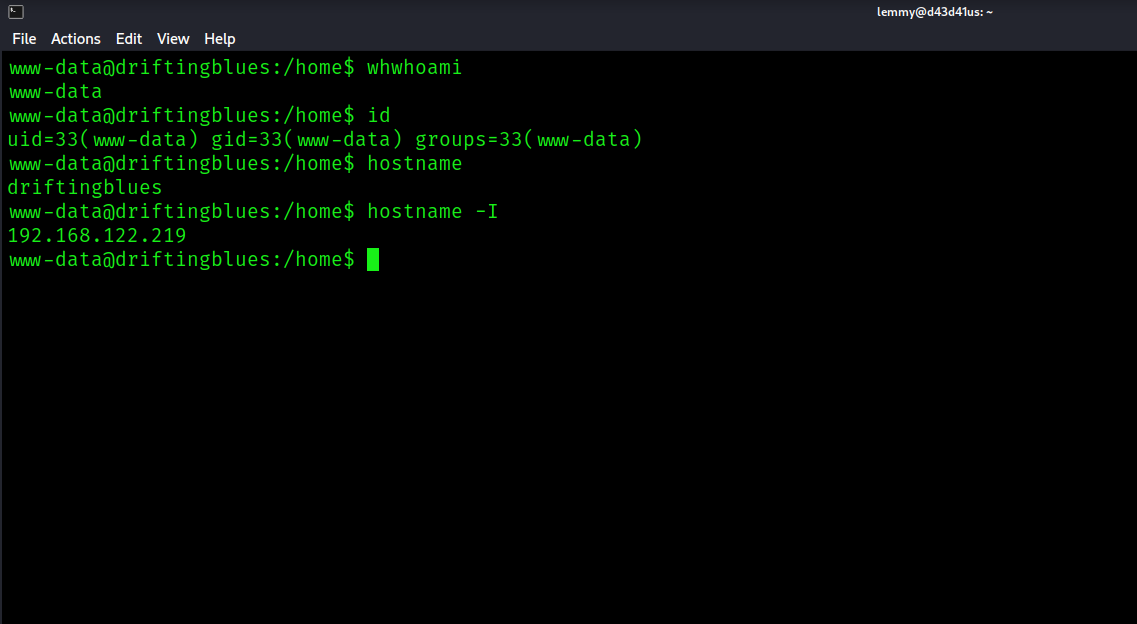 lemmy@d43d41us: ~
File Actions Edit View Help
www-data@driftingblues:/home$ whwhoami
www-data
www-data@driftingblues:/home$ id
uid=33(www-data) gid=33(www-data) groups=33(www-data)
www-data@driftingblues:/home$ hostname
driftingblues
www-data@driftingblues:/home$ hostname -I
192.168.122.219
www-data@driftingblues:/home$